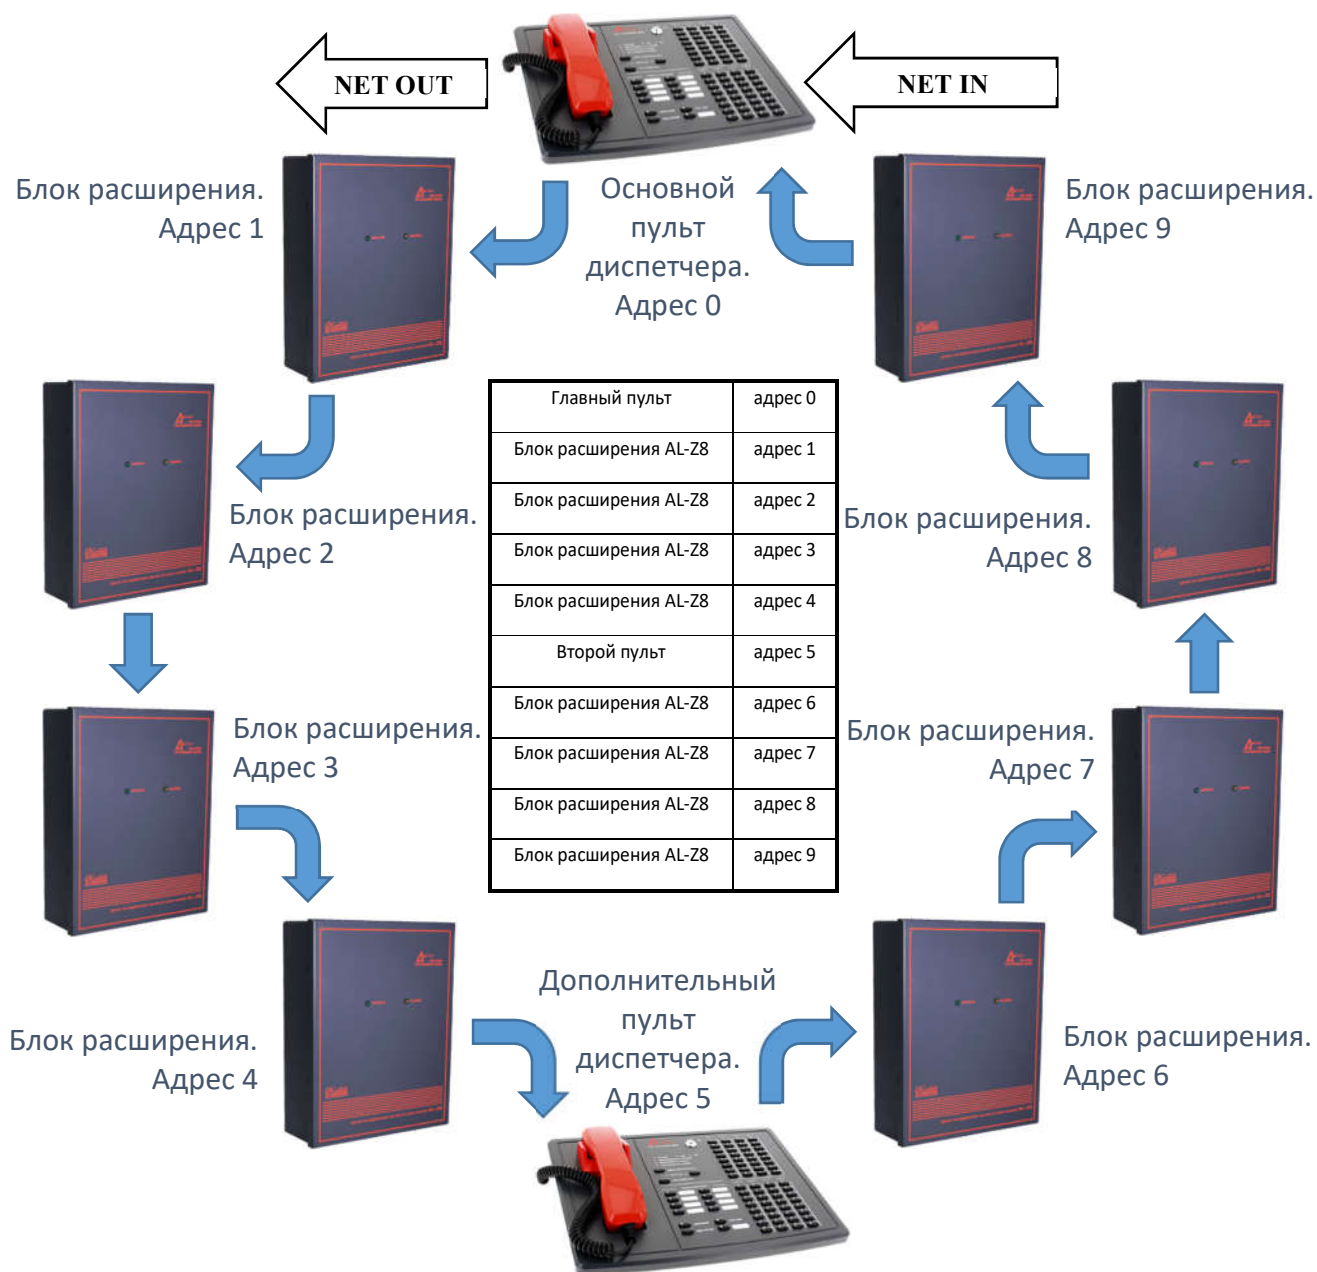 NET OUT
NET IN
Блок расширения.
Адрес 1
Основной
пульт
диспетчера.
Адрес 0
Блок расширения.
Адрес 9
Блок расширения.
Адрес 2
Блок расширения.
Адрес 8
Блок расширения.
Адрес 3
Блок расширения.
Адрес 7
Главный пульт адрес 0
Блок расширения AL-Z8 адрес 1
Блок расширения AL-Z8 адрес 2
Блок расширения AL-Z8 адрес 3
Блок расширения AL-Z8 адрес 4
Второй пульт адрес 5
Блок расширения AL-Z8 адрес 6
Блок расширения AL-Z8 адрес 7
Блок расширения AL-Z8 адрес 8
Блок расширения AL-Z8 адрес 9
Блок расширения.
Адрес 4
Дополнительный
пульт
диспетчера.
Адрес 5
Блок расширения.
Адрес 6